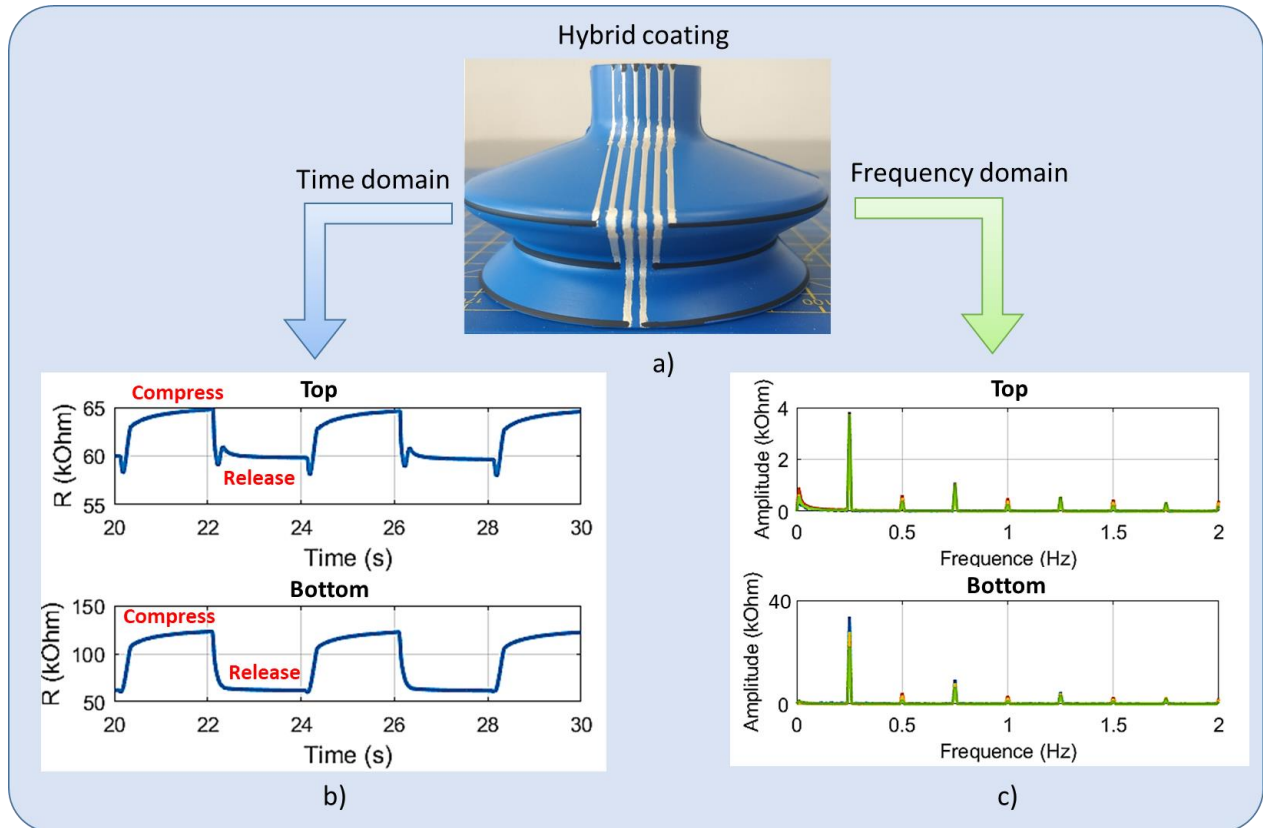 Hybrid coating
Time domain
Frequency domain
a)
Top
Compress
Release
R (kOhm)
65
60
55
20 22 24 26 28 30
Time (s)
Bottom
Compress
Release
R (kOhm)
150
100
50
20 22 24 26 28 30
Time (s)
b)
Top
Amplitude (kOhm)
4
2
0
0 0.5 1 1.5 2
Frequence (Hz)
Bottom
Amplitude (kOhm)
40
0
0 0.5 1 1.5 2
Frequence (Hz)
c)